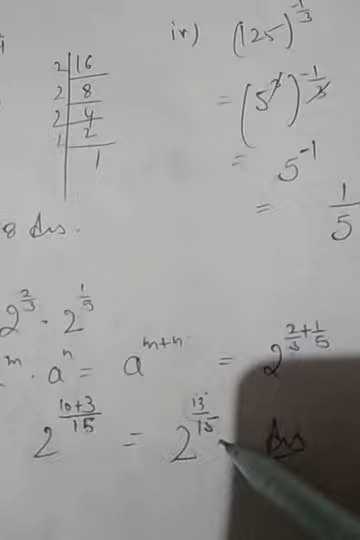 iv) (125)^{-1/3}
2 | 16
2 | 8
2 | 4
2
1
= (5^3)^{-1/3}
= 5^{-1}
= 1/5
8 Ans.
2^{2/3} · 2^{1/5}
m · a^n = a^{m+n} = 2^{2/3+1/5}
2^{10+3/15} = 2^{13/15} Ans